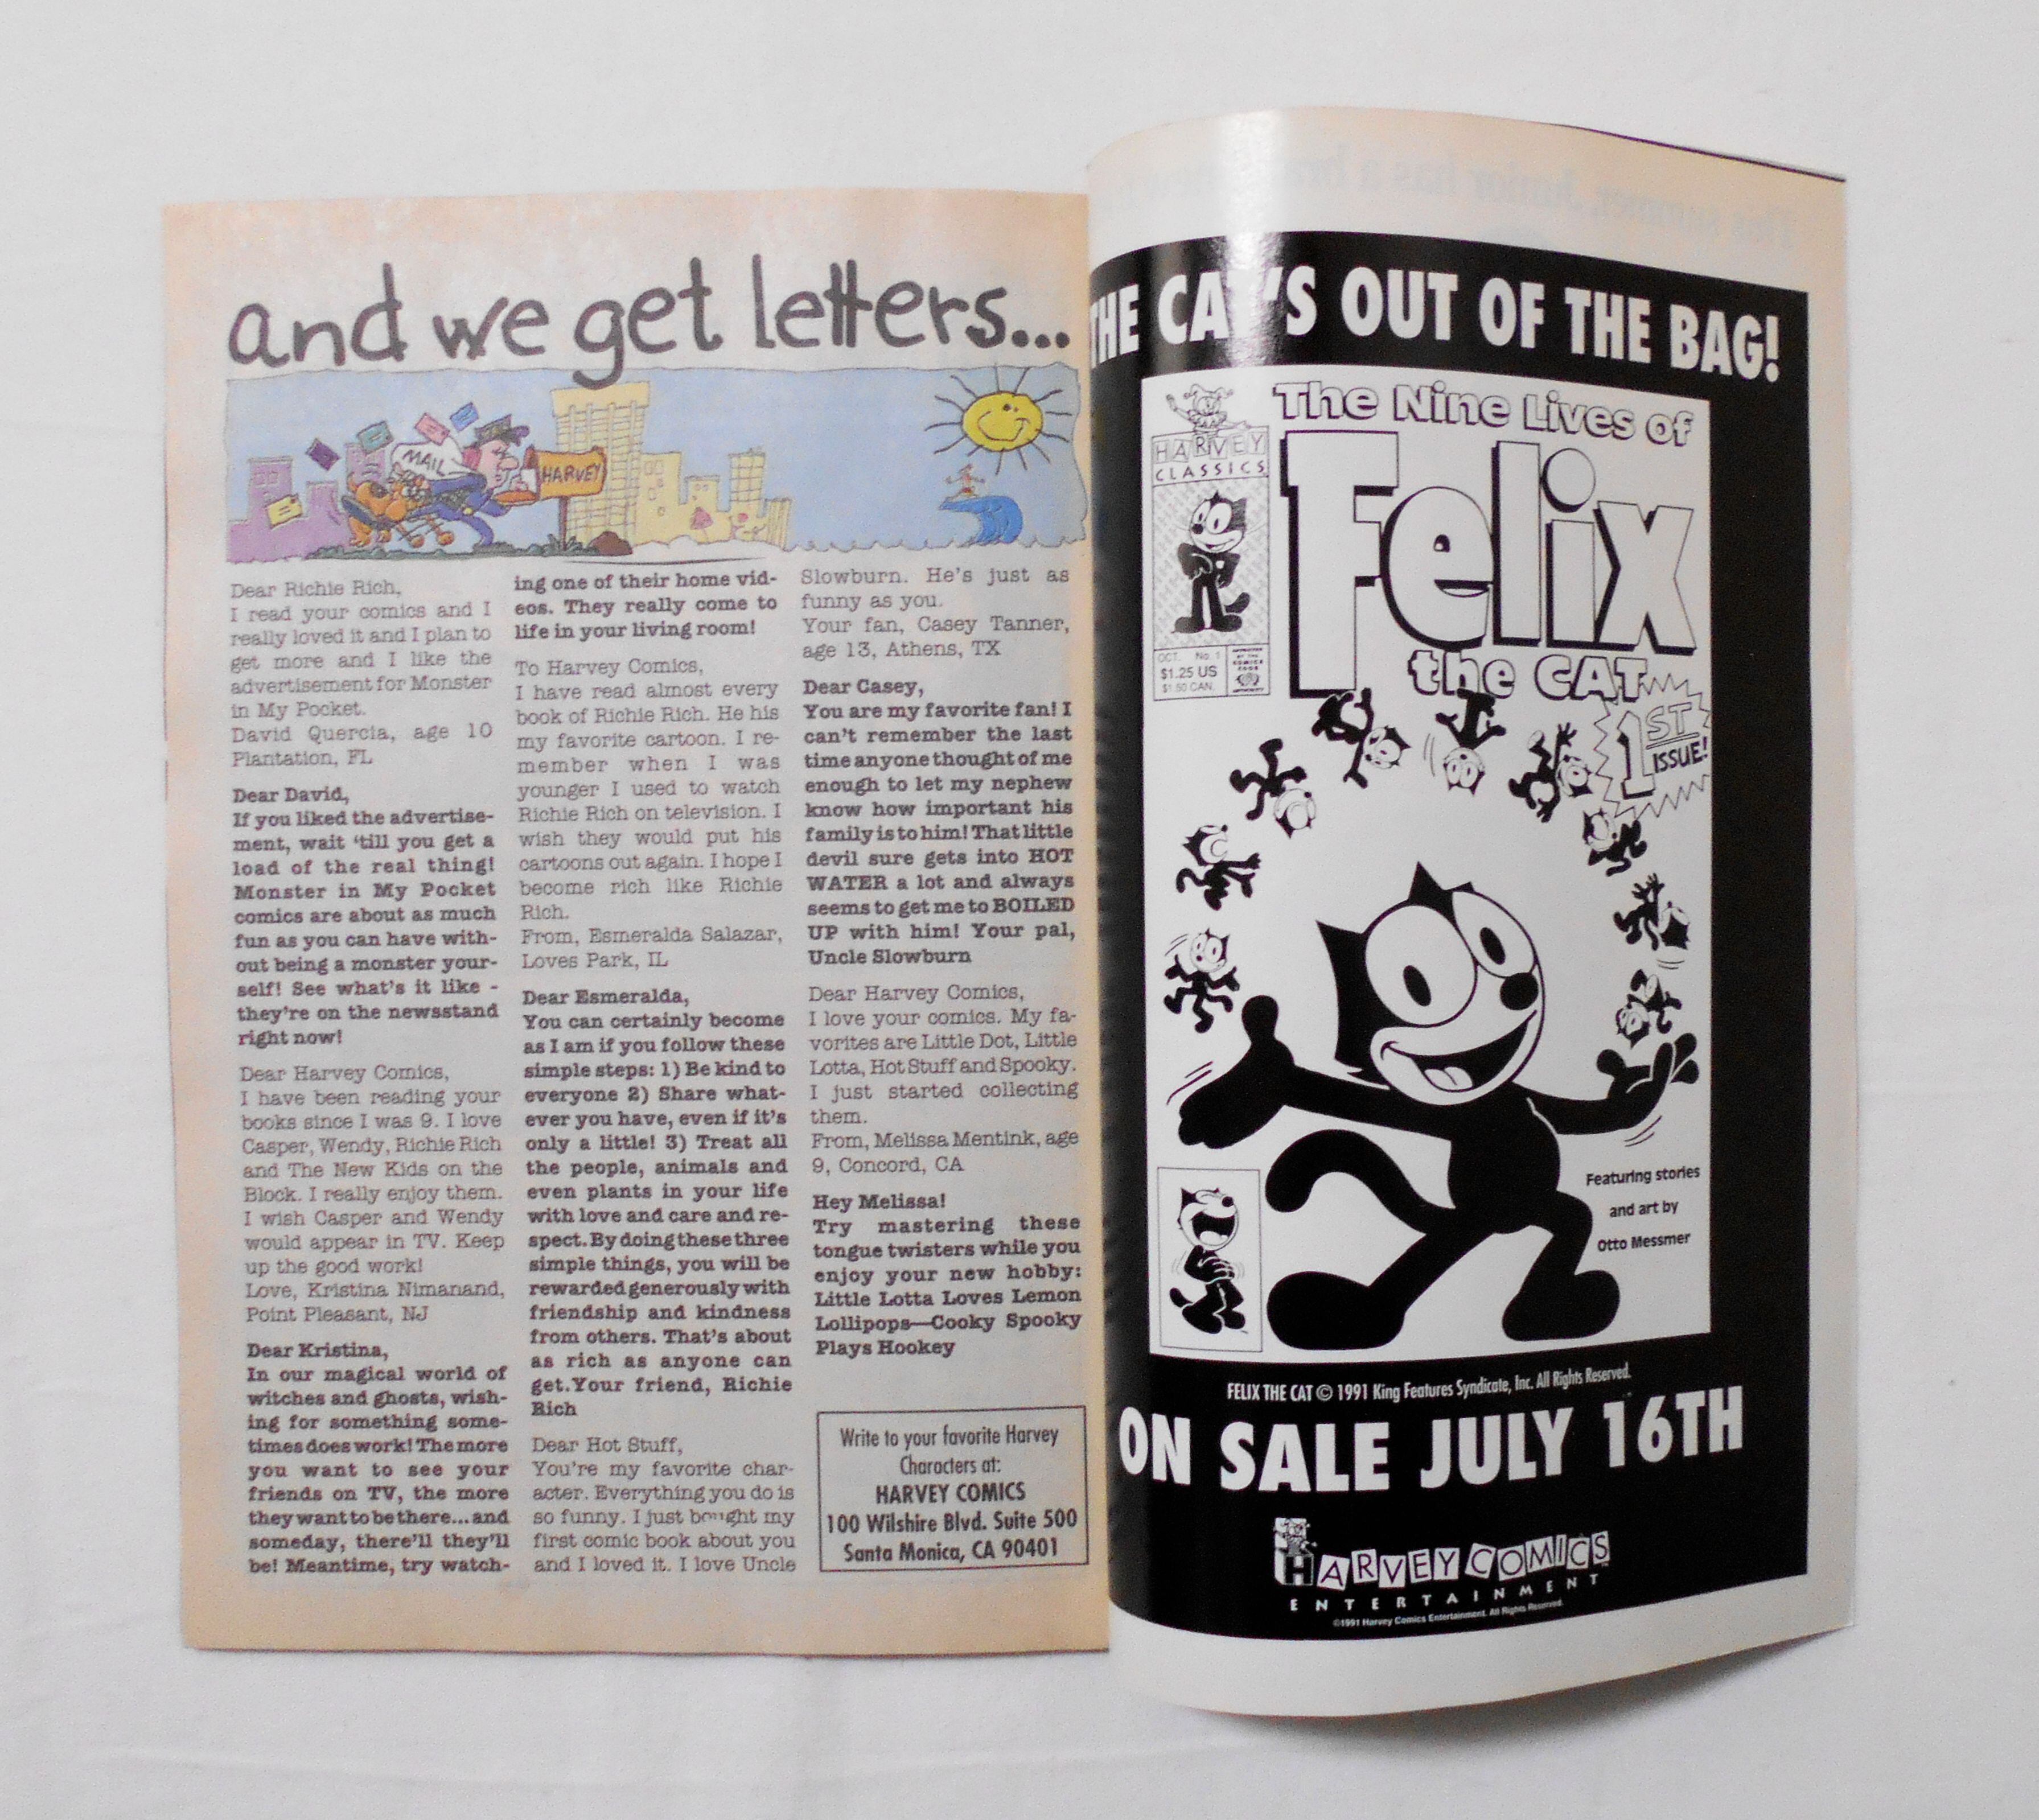 and we get letters...
MAIL
HARVEY
Dear Richie Rich,
I read your comics and I
really loved it and I plan to
get more and I like the
advertisement for Monster
in My Pocket.
David Quercia, age 10
Plantation, FL
Dear David,
If you liked the advertise-
ment, wait 'till you get a
load of the real thing!
Monster in My Pocket
comics are about as much
fun as you can have with-
out being a monster your-
self! See what's it like -
they're on the newsstand
right now!
Dear Harvey Comics,
I have been reading your
books since I was 9. I love
Casper, Wendy, Richie Rich
and The New Kids on the
Block. I really enjoy them.
I wish Casper and Wendy
would appear in TV. Keep
up the good work!
Love, Kristina Nimanand,
Point Pleasant, NJ
Dear Kristina,
In our magical world of
witches and ghosts, wish-
ing for something some-
times does work! The more
you want to see your
friends on TV, the more
they want to be there...and
someday, there'll they'll
be! Meantime, try watch-
ing one of their home vid-
eos. They really come to
life in your living room!
To Harvey Comics,
I have read almost every
book of Richie Rich. He his
my favorite cartoon. I re-
member when I was
younger I used to watch
Richie Rich on television. I
wish they would put his
cartoons out again. I hope I
become rich like Richie
Rich.
From, Esmeralda Salazar,
Loves Park, IL
Dear Esmeralda,
You can certainly become
as I am if you follow these
simple steps: 1) Be kind to
everyone 2) Share what-
ever you have, even if it's
only a little! 3) Treat all
the people, animals and
even plants in your life
with love and care and re-
spect. By doing these three
simple things, you will be
rewarded generously with
friendship and kindness
from others. That's about
as rich as anyone can
get.Your friend, Richie
Rich
Dear Hot Stuff,
You're my favorite char-
acter. Everything you do is
so funny. I just bought my
first comic book about you
and I loved it. I love Uncle
Slowburn. He's just as
funny as you.
Your fan, Casey Tanner,
age 13, Athens, TX
Dear Casey,
You are my favorite fan! I
can't remember the last
time anyone thought of me
enough to let my nephew
know how important his
family is to him! That little
devil sure gets into HOT
WATER a lot and always
seems to get me to BOILED
UP with him! Your pal,
Uncle Slowburn
Dear Harvey Comics,
I love your comics. My fa-
vorites are Little Dot, Little
Lotta, Hot Stuff and Spooky.
I just started collecting
them.
From, Melissa Mentink, age
9, Concord, CA
Hey Melissa!
Try mastering these
tongue twisters while you
enjoy your new hobby:
Little Lotta Loves Lemon
Lollipops—Cooky Spooky
Plays Hookey
Write to your favorite Harvey
Characters at:
HARVEY COMICS
100 Wilshire Blvd. Suite 500
Santa Monica, CA 90401
THE CAT'S OUT OF THE BAG!
HARVEY
CLASSICS
The Nine Lives of
Felix
the CAT
OCT. No. 1
$1.25 US
$1.50 CAN.
APPROVED
BY THE
COMICS
CODE
AUTHORITY
1ST
ISSUE!
Featuring stories
and art by
Otto Messmer
FELIX THE CAT © 1991 King Features Syndicate, Inc. All Rights Reserved.
ON SALE JULY 16TH
HARVEY COMICS
ENTERTAINMENT
©1991 Harvey Comics Entertainment. All Rights Reserved.